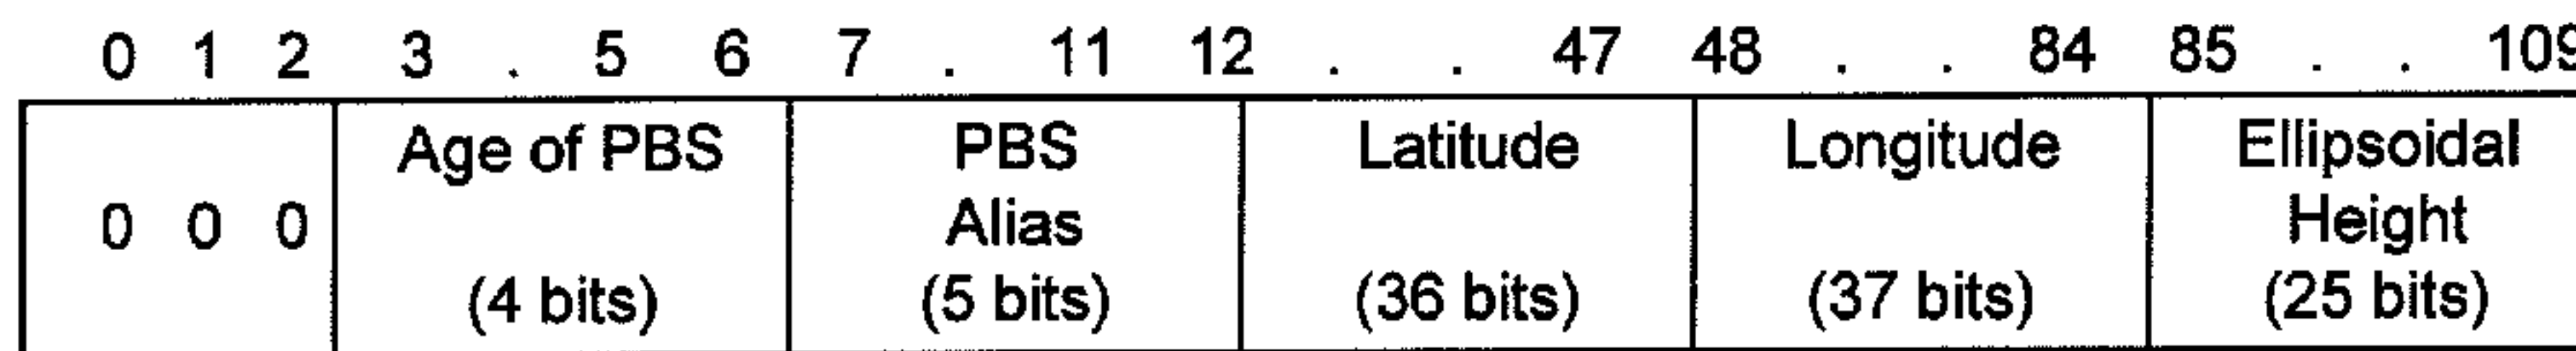 0 1 2 3 . 5 6 7 . 11 12 . . 47 48 . . 84 85 . . 109
Age of PBS PBS Latitude Longitude Ellipsoidal
0 0 0 Alias Height
(4 bits) (5 bits) (36 bits) (37 bits) (25 bits)